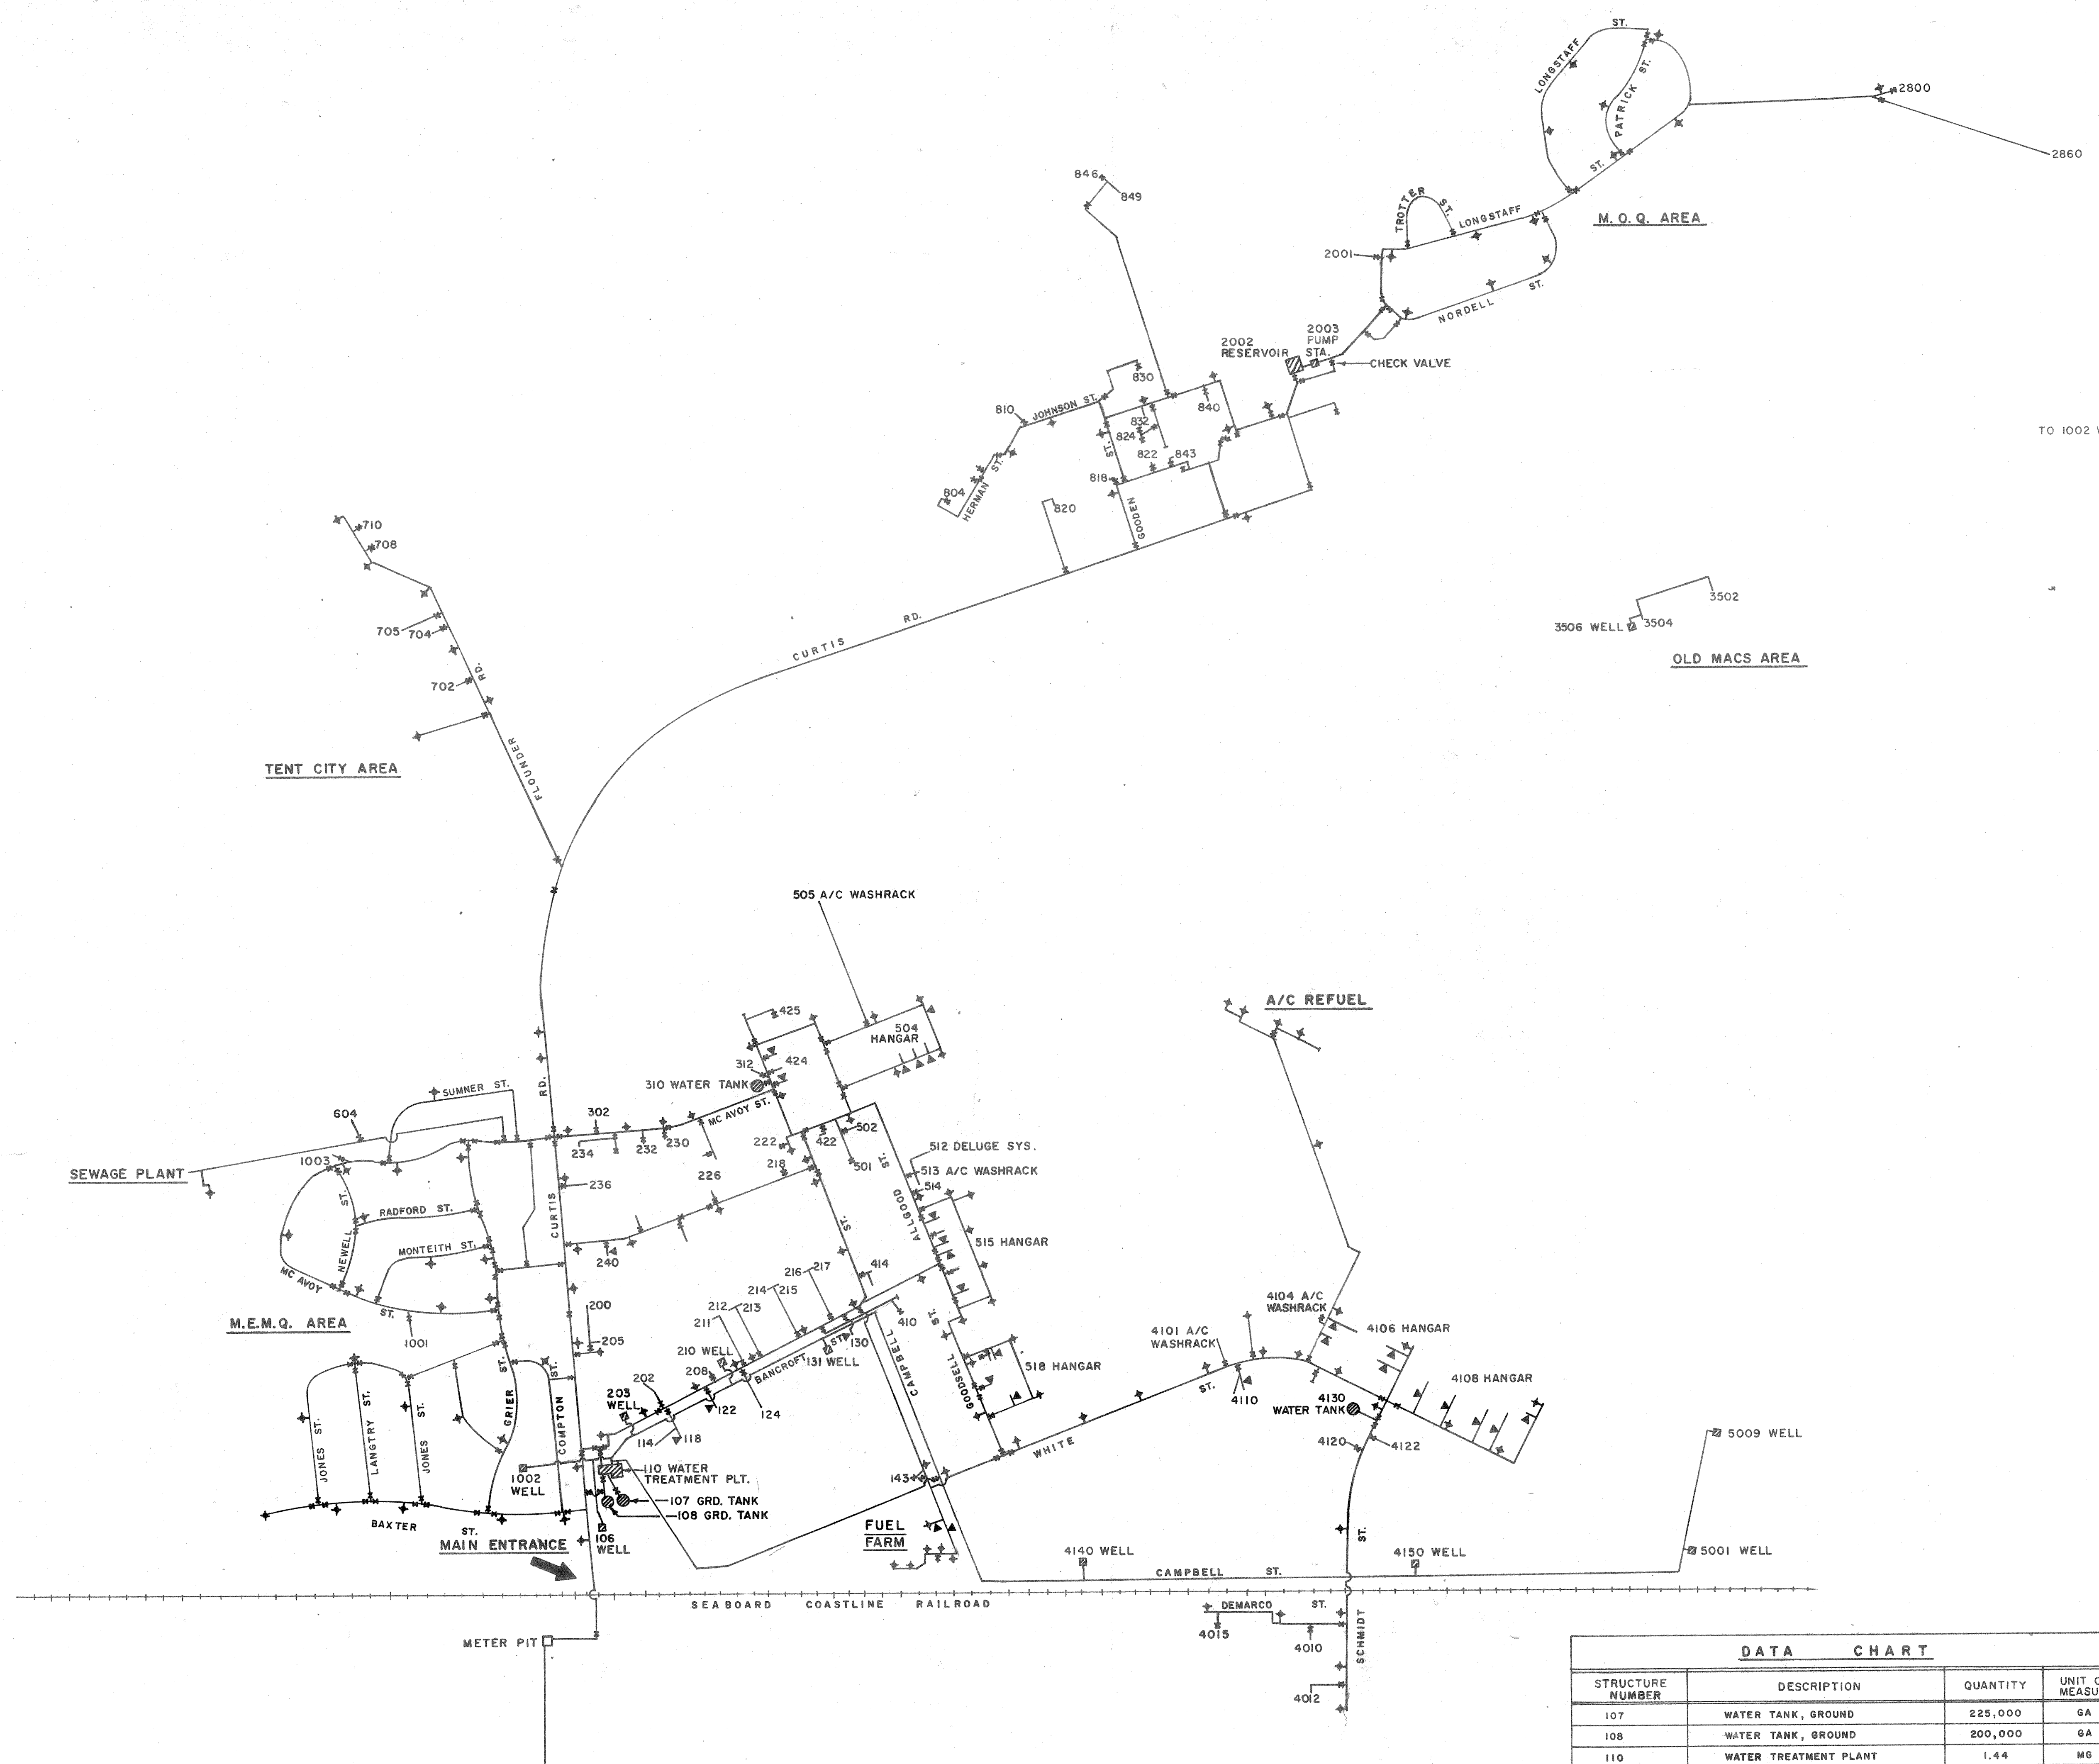 ST.
LONGSTAFF
PATRICK ST.
2800
2860
846
849
TROTTER ST.
LONGSTAFF ST.
M. O. Q. AREA
2001
NORDELL ST.
2003
PUMP
STA.
2002
RESERVOIR
CHECK VALVE
830
JOHNSON ST.
810
840
832
824
822
843
818
ST.
GOODEN
804
HERMAN ST.
820
TO 1002
710
708
705
704
702
FLOUNDER RD.
TENT CITY AREA
CURTIS RD.
3502
3504
3506 WELL
OLD MACS AREA
505 A/C WASHRACK
A/C REFUEL
425
504
HANGAR
312
424
310 WATER TANK
MC AVOY ST.
SUMNER ST.
RD.
604
302
234
232
230
226
222
422
502
501
218
1003
SEWAGE PLANT
512 DELUGE SYS.
513 A/C WASHRACK
514
236
CURTIS
ST.
ALLGOOD ST.
515 HANGAR
NEWELL ST.
RADFORD ST.
MONTEITH ST.
MC AVOY ST.
240
M.E.M.Q. AREA
1001
200
205
216
217
214
215
212
213
211
414
410
210 WELL
BANCROFT ST.
130
131 WELL
CAMPBELL
GOODSELL ST.
518 HANGAR
4104 A/C
WASHRACK
4101 A/C
WASHRACK
4106 HANGAR
4108 HANGAR
4110
4130
WATER TANK
4120
4122
JONES ST.
LANGTRY ST.
JONES ST.
GRIER ST.
COMPTON ST.
202
203
WELL
122
124
114
118
1002
WELL
110 WATER
TREATMENT PLT.
107 GRD. TANK
108 GRD. TANK
106
WELL
143
WHITE ST.
5009 WELL
5001 WELL
BAXTER ST.
MAIN ENTRANCE
FUEL
FARM
4140 WELL
4150 WELL
CAMPBELL ST.
ST.
SEABOARD COASTLINE RAILROAD
METER PIT
DEMARCO ST.
4015
4010
4012
SCHMIDT
DATA CHART
STRUCTURE
NUMBER
DESCRIPTION
QUANTITY
UNIT
107 WATER TANK, GROUND 225,000 GA
108 WATER TANK, GROUND 200,000 GA
110 WATER TREATMENT PLANT 1.44 MG